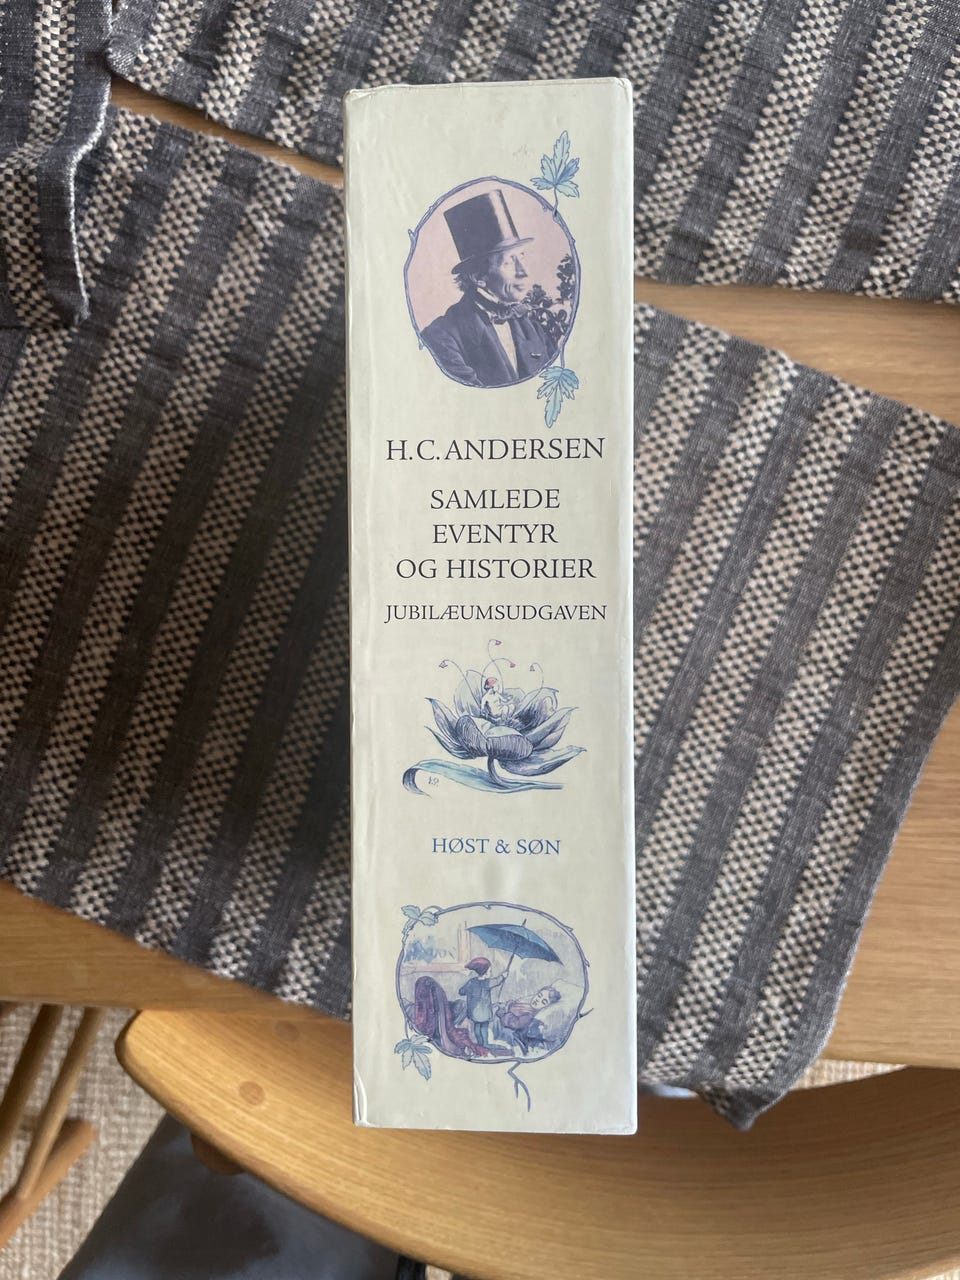 H.C. ANDERSEN
SAMLEDE
EVENTYR
OG HISTORIER
JUBILÆUMSUDGAVEN
HØST & SØN